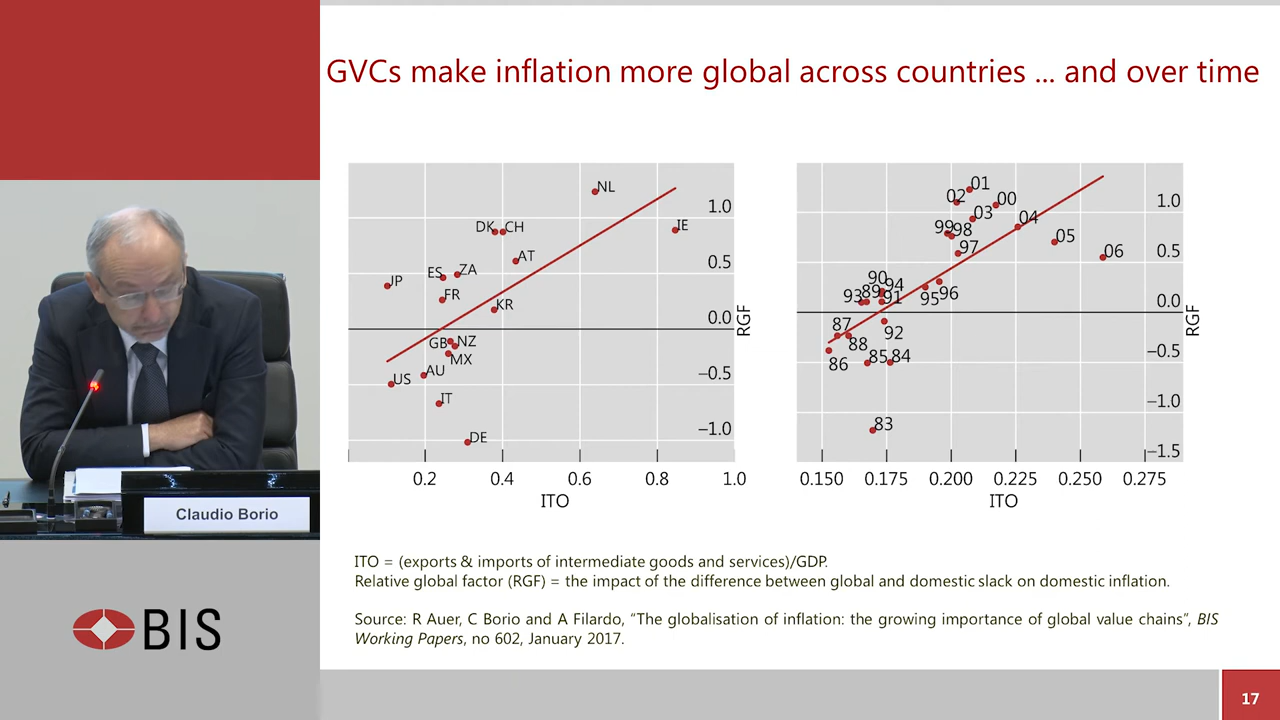 GVCs make inflation more global across countries ... and over time
NL
IE
DK
CH
AT
ES
ZA
JP
FR
KR
GB
NZ
MX
AU
US
IT
DE
1.0
0.5
0.0
–0.5
–1.0
RGF
0.2 0.4 0.6 0.8 1.0
ITO
01
02
00
03
04
99
98
05
97
06
90
94
89
93
91
95
96
87
92
88
86
85
84
83
1.0
0.5
0.0
–0.5
–1.0
–1.5
RGF
0.150 0.175 0.200 0.225 0.250 0.275
ITO
Claudio Borio
ITO = (exports & imports of intermediate goods and services)/GDP.
Relative global factor (RGF) = the impact of the difference between global and domestic slack on domestic inflation.
Source: R Auer, C Borio and A Filardo, “The globalisation of inflation: the growing importance of global value chains”, BIS
Working Papers, no 602, January 2017.
BIS
17